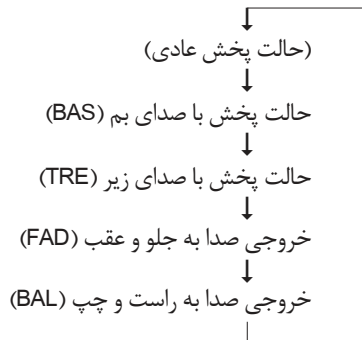 (حالت پخش عادی)
حالت پخش با صدای بم (BAS)
حالت پخش با صدای زیر (TRE)
خروجی صدا به جلو و عقب (FAD)
خروجی صدا به راست و چپ (BAL)